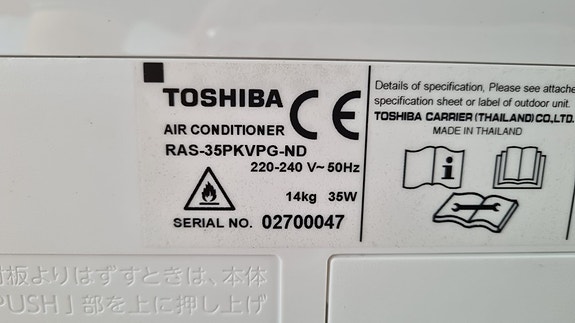 TOSHIBA CE
AIR CONDITIONER
RAS-35PKVPG-ND
220-240 V~50Hz
14kg 35W
SERIAL NO. 02700047
Details of specification, Please see attache
specification sheet or label of outdoor unit.
TOSHIBA CARRIER (THAILAND) CO.,LTD.
MADE IN THAILAND
i
板よりはずすときは、本体
PUSH」部を上に押し上げ